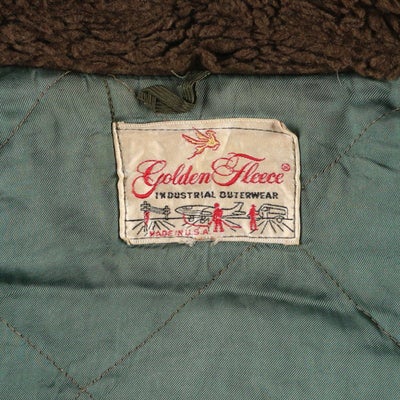 Golden Fleece®
INDUSTRIAL OUTERWEAR
MADE IN U.S.A.